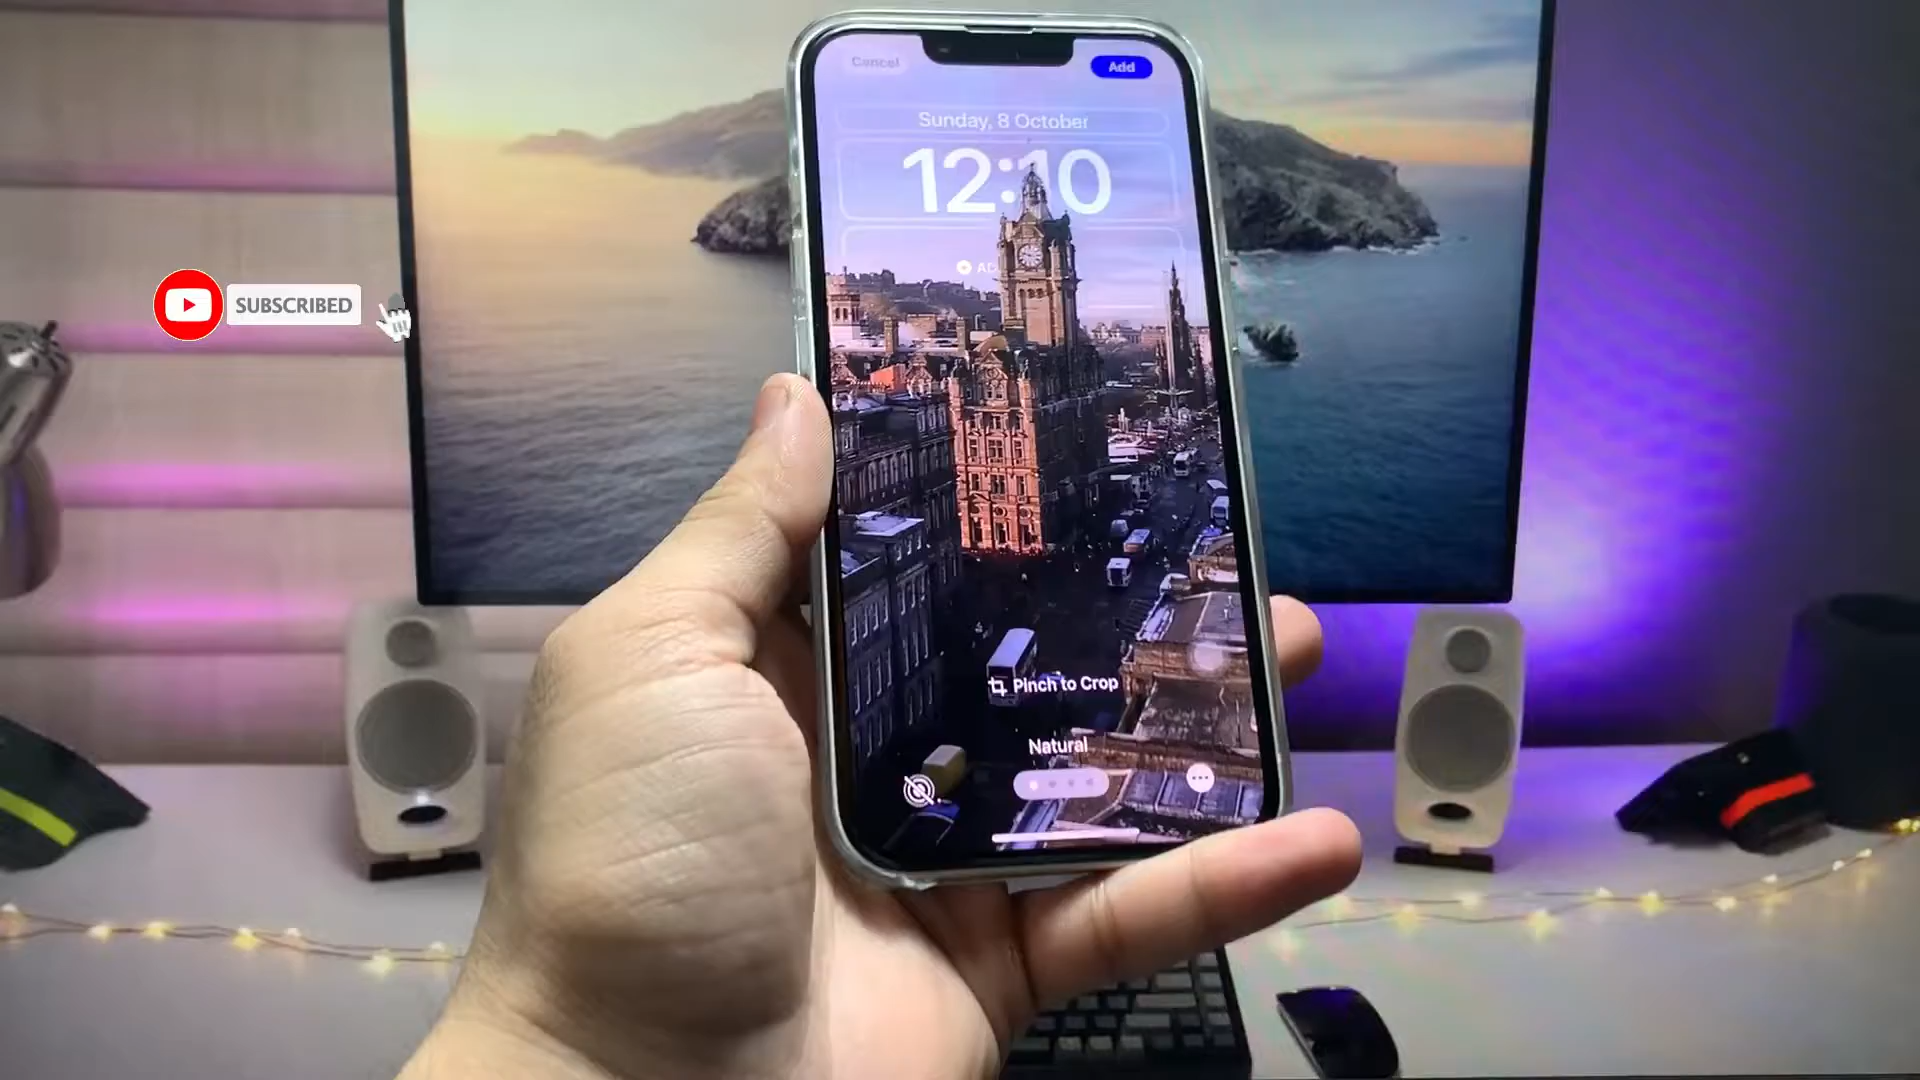 Cancel
Add
Sunday, 8 October
12:10
SUBSCRIBED
Pinch to Crop
Natural